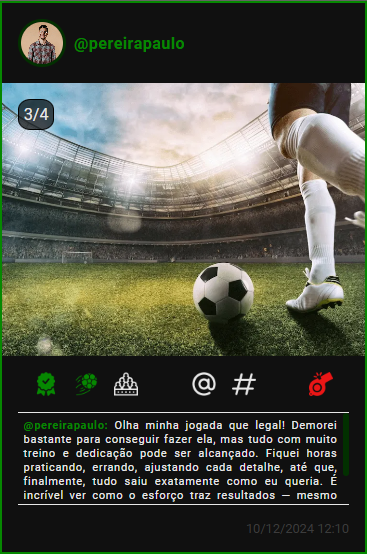 @pereirapaulo
3/4
@ #
@pereirapaulo: Olha minha jogada que legal! Demorei
bastante para conseguir fazer ela, mas tudo com muito
treino e dedicação pode ser alcançado. Fiquei horas
praticando, errando, ajustando cada detalhe, até que,
finalmente, tudo saiu exatamente como eu queria. É
incrível ver como o esforço traz resultados — mesmo
10/12/2024 12:10